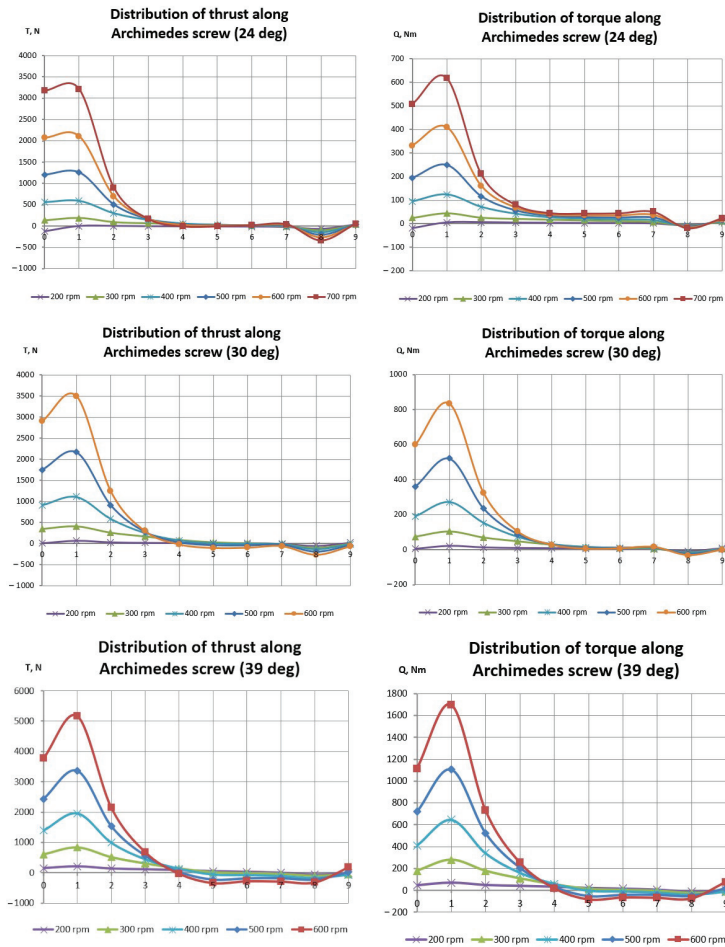 Distribution of thrust along
Archimedes screw (24 deg)
T, N
4000
3500
3000
2500
2000
1500
1000
500
0
−500
−1000
0 1 2 3 4 5 6 7 8 9
200 rpm 300 rpm 400 rpm 500 rpm 600 rpm 700 rpm
Distribution of torque along
Archimedes screw (24 deg)
Q, Nm
700
600
500
400
300
200
100
0
−100
−200
0 1 2 3 4 5 6 7 8 9
200 rpm 300 rpm 400 rpm 500 rpm 600 rpm 700 rpm
Distribution of thrust along
Archimedes screw (30 deg)
T, N
4000
3500
3000
2500
2000
1500
1000
500
0
−500
−1000
0 1 2 3 4 5 6 7 8 9
200 rpm 300 rpm 400 rpm 500 rpm 600 rpm
Distribution of torque along
Archimedes screw (30 deg)
Q, Nm
1000
800
600
400
200
0
−200
0 1 2 3 4 5 6 7 8 9
200 rpm 300 rpm 400 rpm 500 rpm 600 rpm
Distribution of thrust along
Archimedes screw (39 deg)
T, N
6000
5000
4000
3000
2000
1000
0
−1000
0 1 2 3 4 5 6 7 8 9
200 rpm 300 rpm 400 rpm 500 rpm 600 rpm
Distribution of torque along
Archimedes screw (39 deg)
Q, Nm
1800
1600
1400
1200
1000
800
600
400
200
0
−200
0 1 2 3 4 5 6 7 8 9
200 rpm 300 rpm 400 rpm 500 rpm 600 rpm